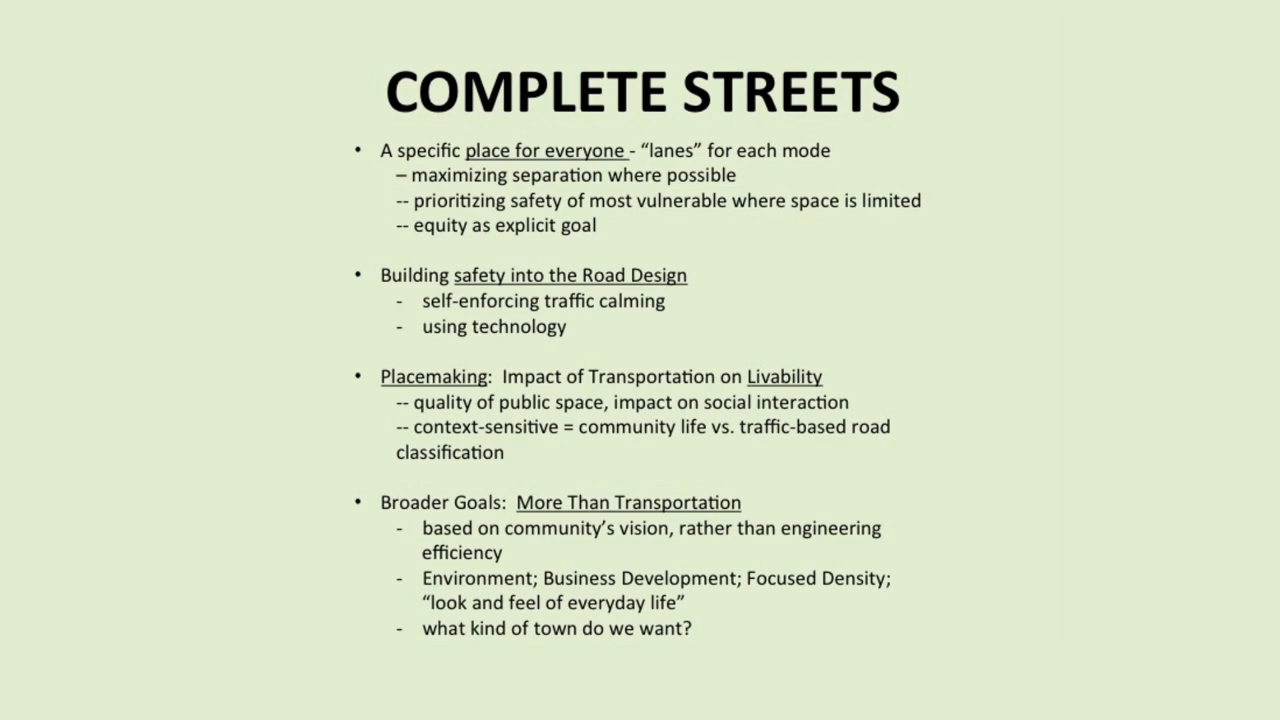 COMPLETE STREETS
• A specific place for everyone - “lanes” for each mode
– maximizing separation where possible
-- prioritizing safety of most vulnerable where space is limited
-- equity as explicit goal
• Building safety into the Road Design
- self-enforcing traffic calming
- using technology
• Placemaking: Impact of Transportation on Livability
-- quality of public space, impact on social interaction
-- context-sensitive = community life vs. traffic-based road
classification
• Broader Goals: More Than Transportation
- based on community’s vision, rather than engineering
efficiency
- Environment; Business Development; Focused Density;
“look and feel of everyday life”
- what kind of town do we want?